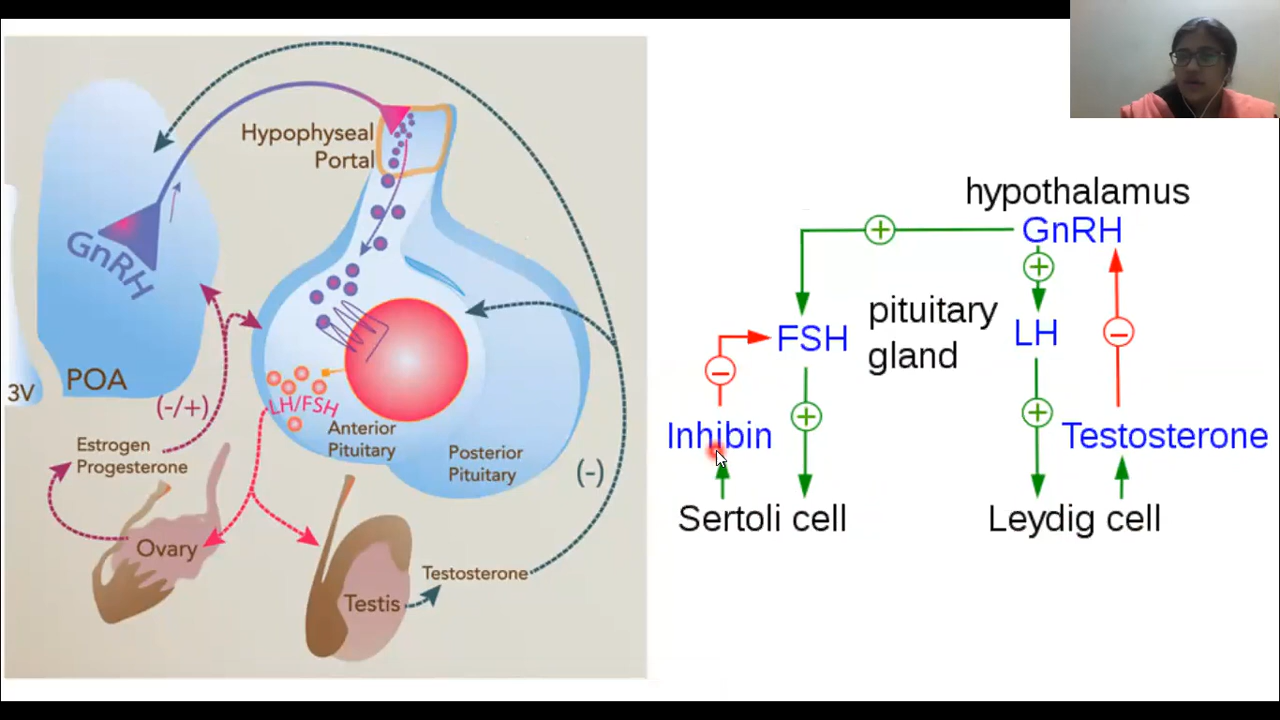 Hypophyseal
Portal
GnRH
3V
POA
(-/+)
LH/FSH
Anterior
Pituitary
Posterior
Pituitary
(-)
Estrogen
Progesterone
Ovary
Testis
Testosterone
hypothalamus
GnRH
+
+
pituitary
gland
FSH
LH
−
−
+
+
Inhibin
Testosterone
Sertoli cell
Leydig cell